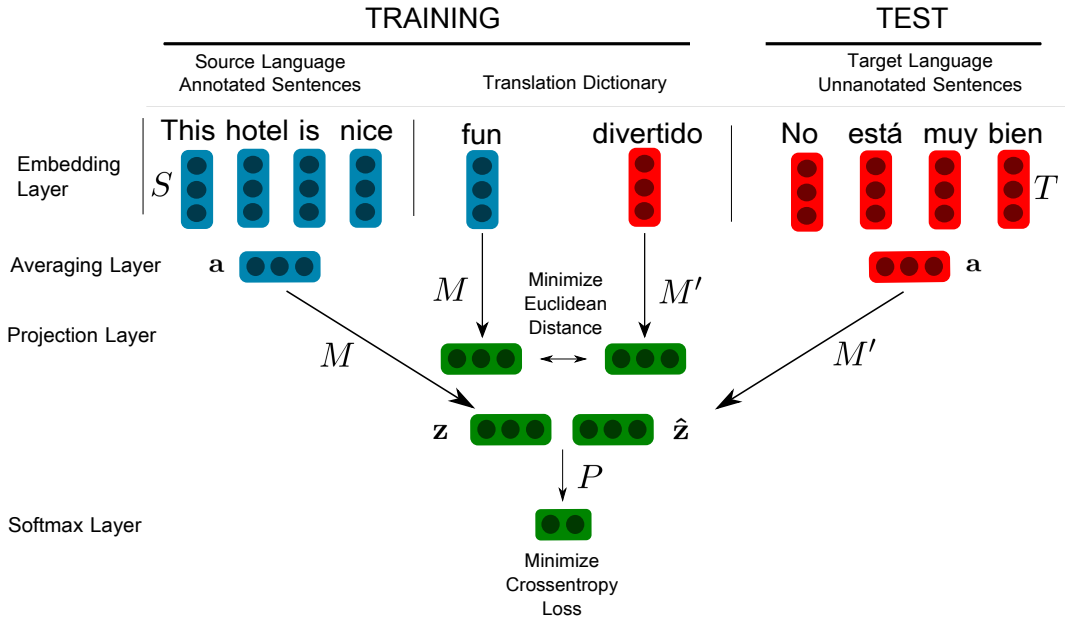 TRAINING
TEST
Source Language
Annotated Sentences
Translation Dictionary
Target Language
Unnanotated Sentences
This hotel is nice
fun
divertido
No está muy bien
Embedding
Layer
S
T
Averaging Layer
a
a
M
Minimize
Euclidean
Distance
M′
Projection Layer
M
M′
z
ẑ
P
Softmax Layer
Minimize
Crossentropy
Loss